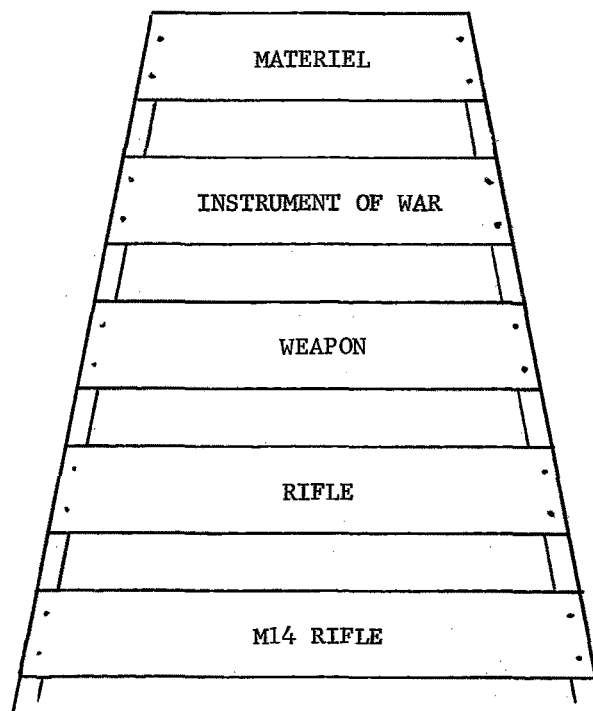 MATERIEL
INSTRUMENT OF WAR
WEAPON
RIFLE
M14 RIFLE